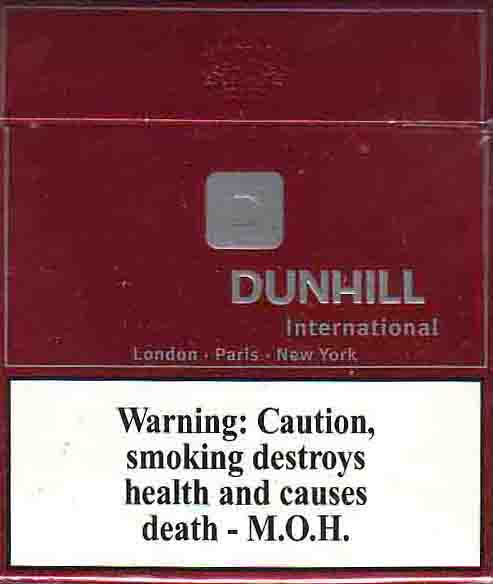 DUNHILL
International
London · Paris · New York
Warning: Caution,
smoking destroys
health and causes
death - M.O.H.